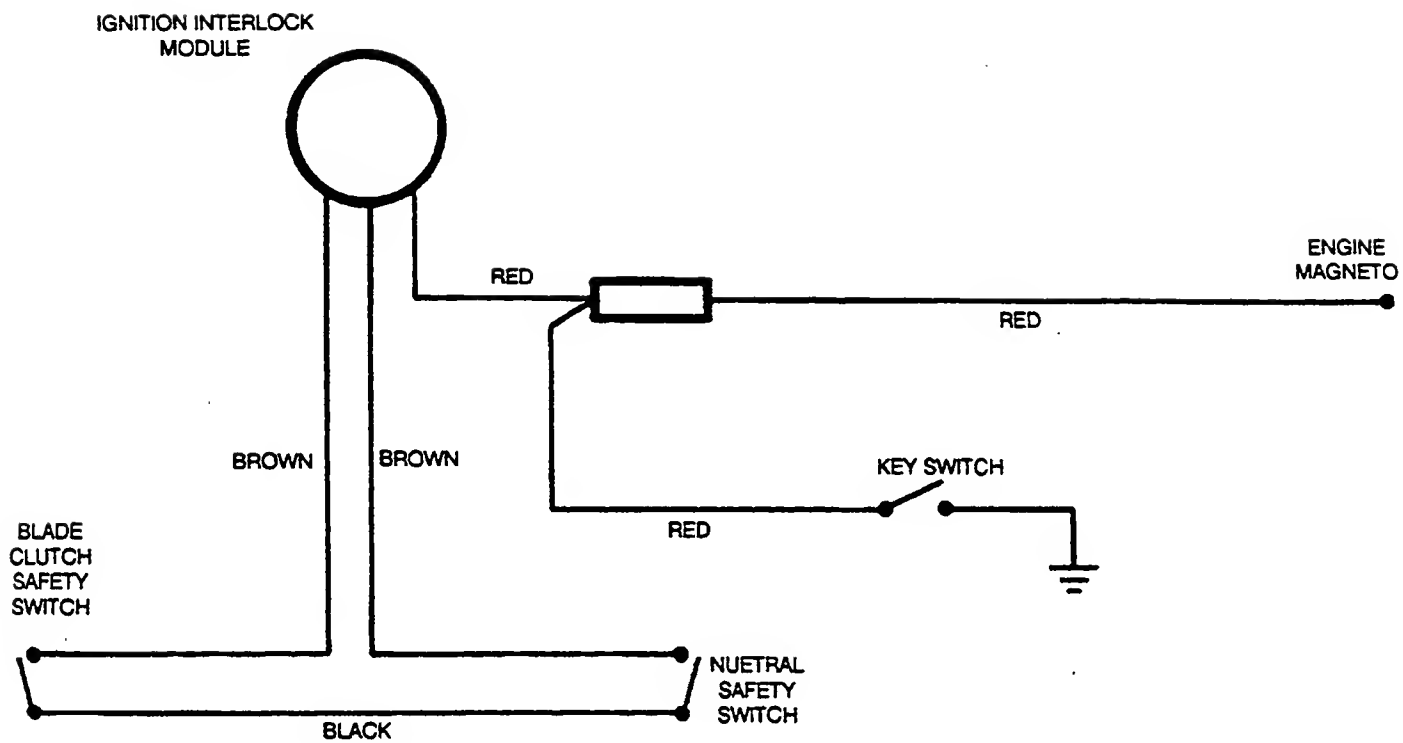 IGNITION INTERLOCK
MODULE
RED
ENGINE
MAGNETO
RED
BROWN
BROWN
KEY SWITCH
RED
BLADE
CLUTCH
SAFETY
SWITCH
NUETRAL
SAFETY
SWITCH
BLACK